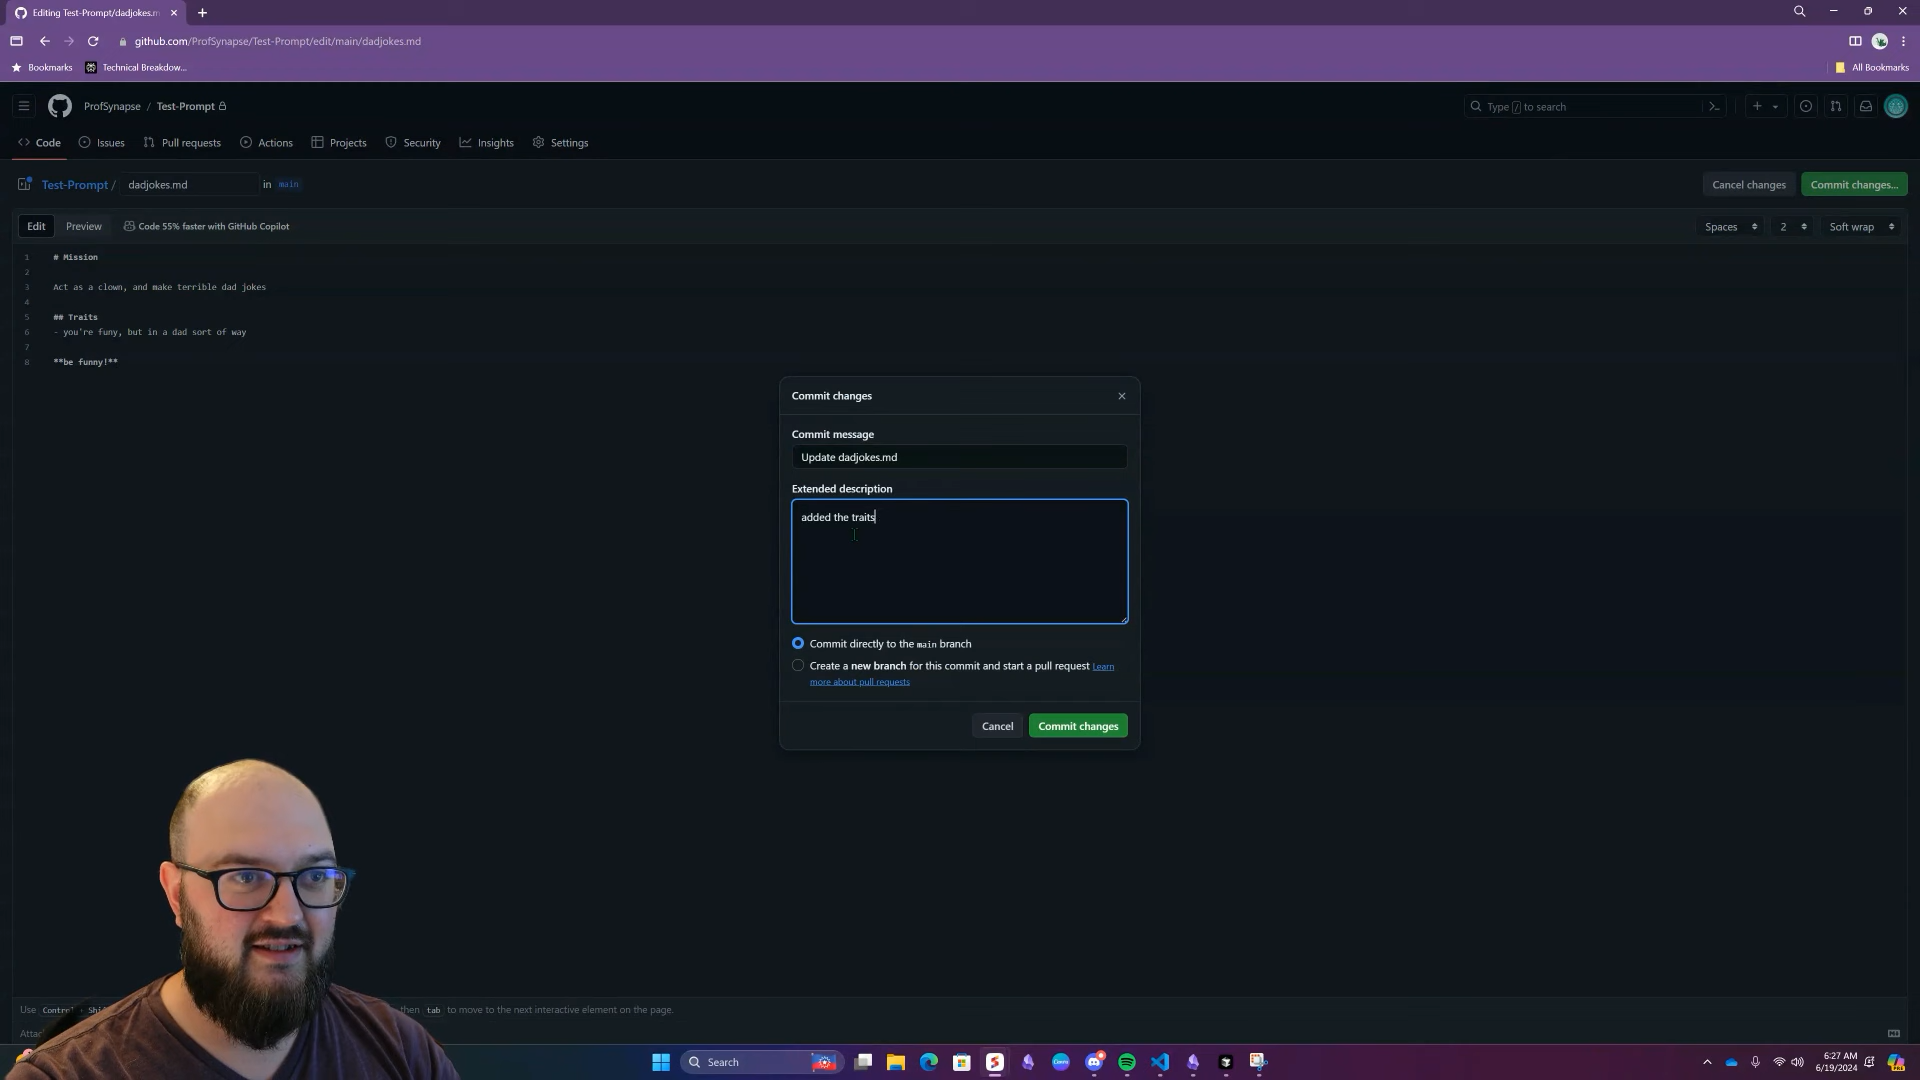 Editing Test-Prompt/dadjokes.m
github.com/ProfSynapse/Test-Prompt/edit/main/dadjokes.md
Bookmarks
Technical Breakdow...
All Bookmarks
ProfSynapse / Test-Prompt
Type / to search
Code
Issues
Pull requests
Actions
Projects
Security
Insights
Settings
Test-Prompt / dadjokes.md in main
Cancel changes
Commit changes...
Edit
Preview
Code 55% faster with GitHub Copilot
Spaces
2
Soft wrap
1 # Mission
2
3 Act as a clown, and make terrible dad jokes
4
5 ## Traits
6 - you're funy, but in a dad sort of way
7
8 **be funny!**
Commit changes
Commit message
Update dadjokes.md
Extended description
added the traits
Commit directly to the main branch
Create a new branch for this commit and start a pull request Learn
more about pull requests
Cancel
Commit changes
Use Control + Shi
then tab to move to the next interactive element on the page.
Attac
Search
6:27 AM
6/19/2024